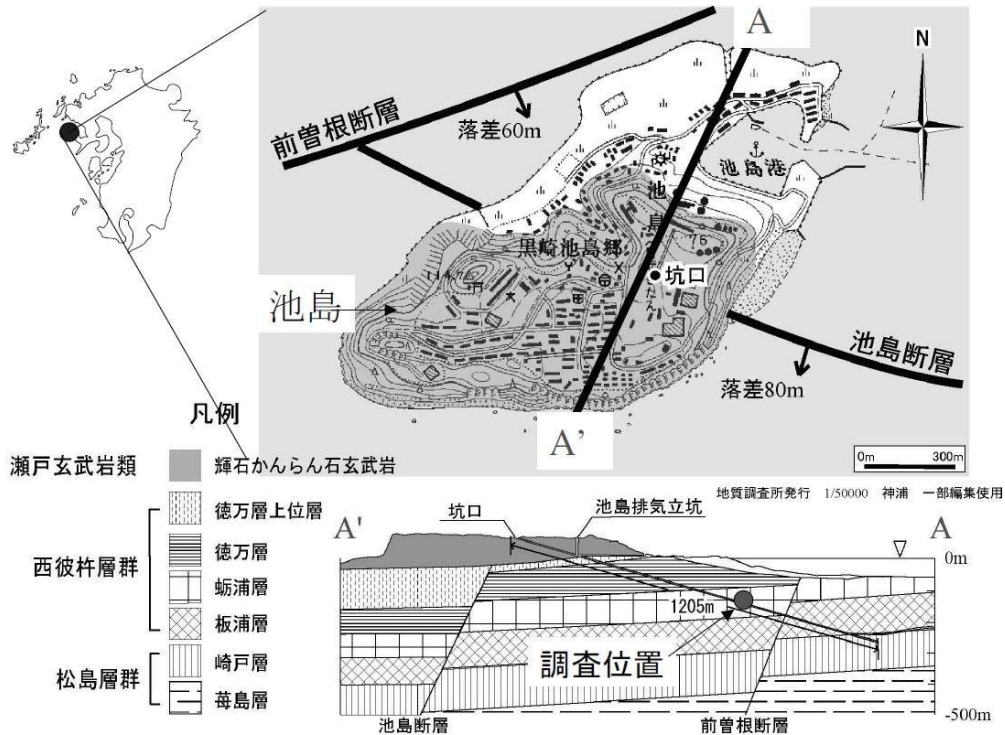 A
N
前曽根断層
落差60m
池島港
池島
黒崎池島郷
76
坑口
池島
池島断層
落差80m
A’
0m 300m
凡例
地質調査所発行 1/50000 神浦 一部編集使用
瀬戸玄武岩類
輝石かんらん石玄武岩
西彼杵層群
徳万層上位層
徳万層
蛎浦層
板浦層
松島層群
崎戸層
苺島層
A'
坑口
池島排気立坑
A
0m
1205m
調査位置
-500m
池島断層
前曽根断層